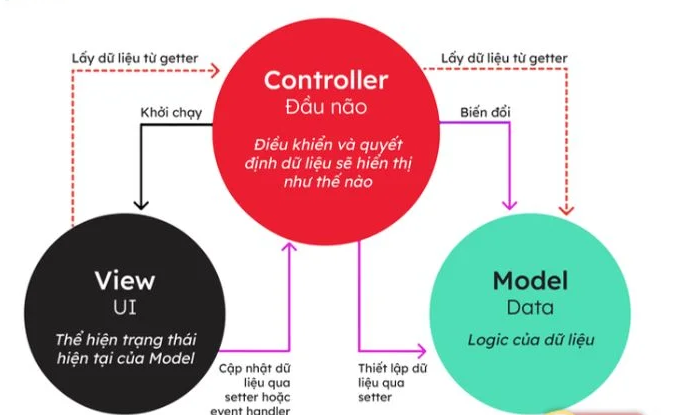 Lấy dữ liệu từ getter
Lấy dữ liệu từ getter
Controller
Đầu não
Khởi chạy
Biến đổi
Điều khiển và quyết
định dữ liệu sẽ hiển thị
như thế nào
View
UI
Thể hiện trạng thái
hiện tại của Model
Model
Data
Logic của dữ liệu
Cập nhật dữ
liệu qua
setter hoặc
event handler
Thiết lập dữ
liệu qua
setter